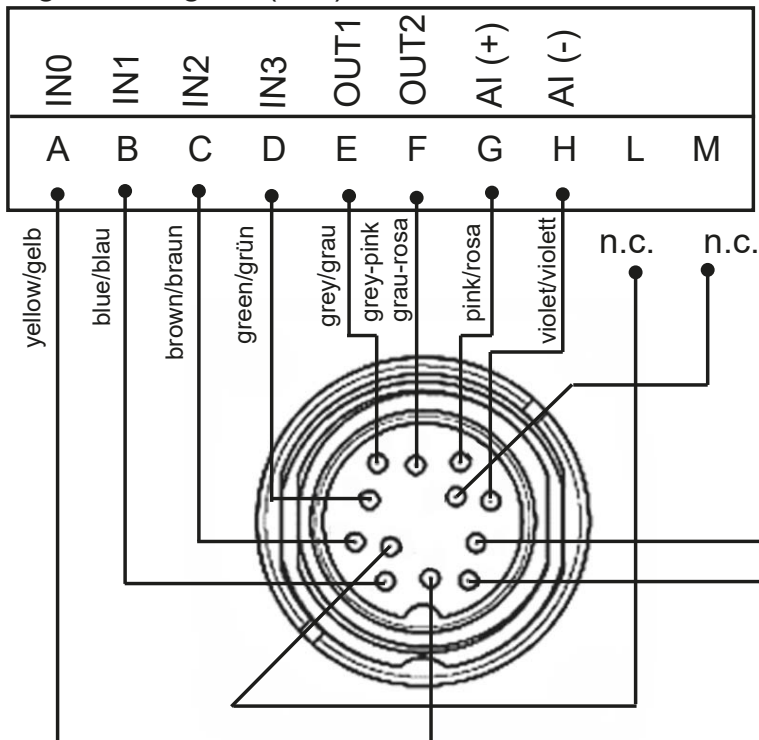 IN0
IN1
IN2
IN3
OUT1
OUT2
AI (+)
AI (-)
A B C D E F G H L M
yellow/gelb
blue/blau
brown/braun
green/grün
grey/grau
grey-pink
grau-rosa
pink/rosa
violet/violett
n.c. n.c.